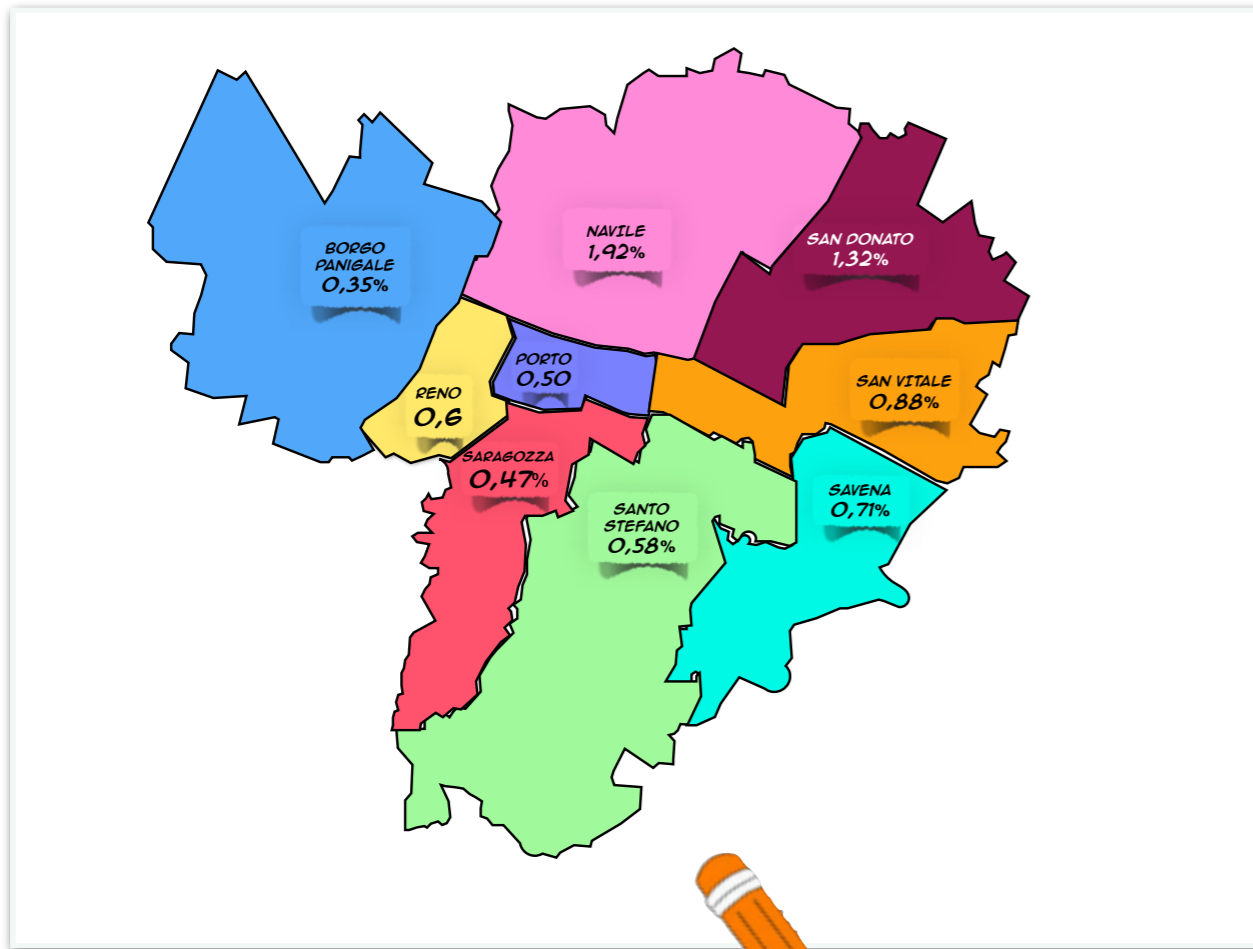 NAVILE
1,92%
SAN DONATO
1,32%
BORGO
PANIGALE
0,35%
PORTO
0,50
SAN VITALE
0,88%
RENO
0,6
SARAGOZZA
0,47%
SAVENA
0,71%
SANTO
STEFANO
0,58%